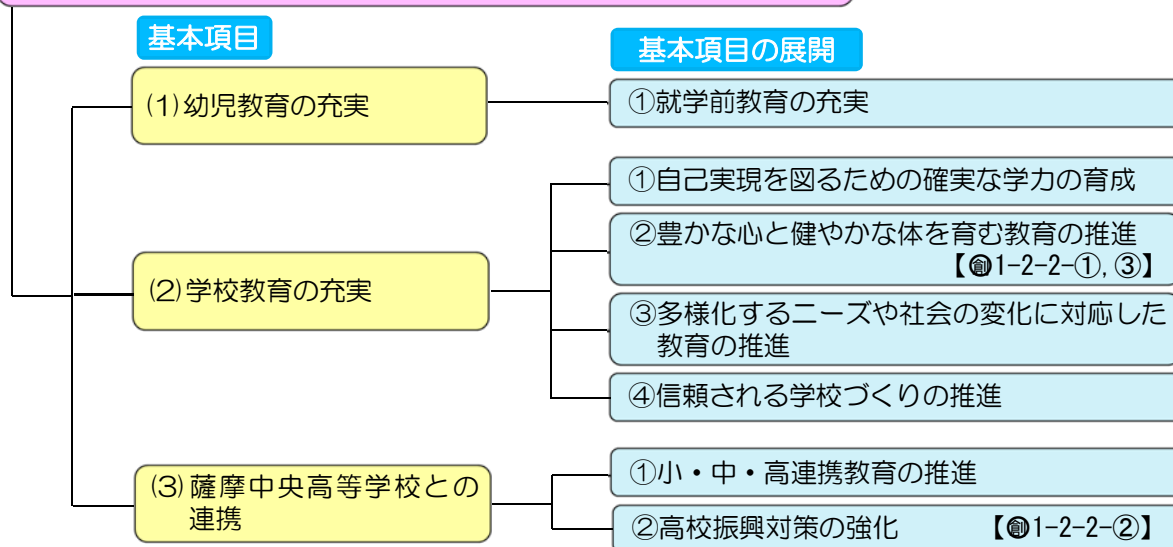 基本項目
基本項目の展開
(1)幼児教育の充実
①就学前教育の充実
(2)学校教育の充実
①自己実現を図るための確実な学力の育成
②豊かな心と健やかな体を育む教育の推進
【㊢1-2-2-①,③】
③多様化するニーズや社会の変化に対応した
教育の推進
④信頼される学校づくりの推進
(3)薩摩中央高等学校との
連携
①小・中・高連携教育の推進
②高校振興対策の強化 【創1-2-2-②】